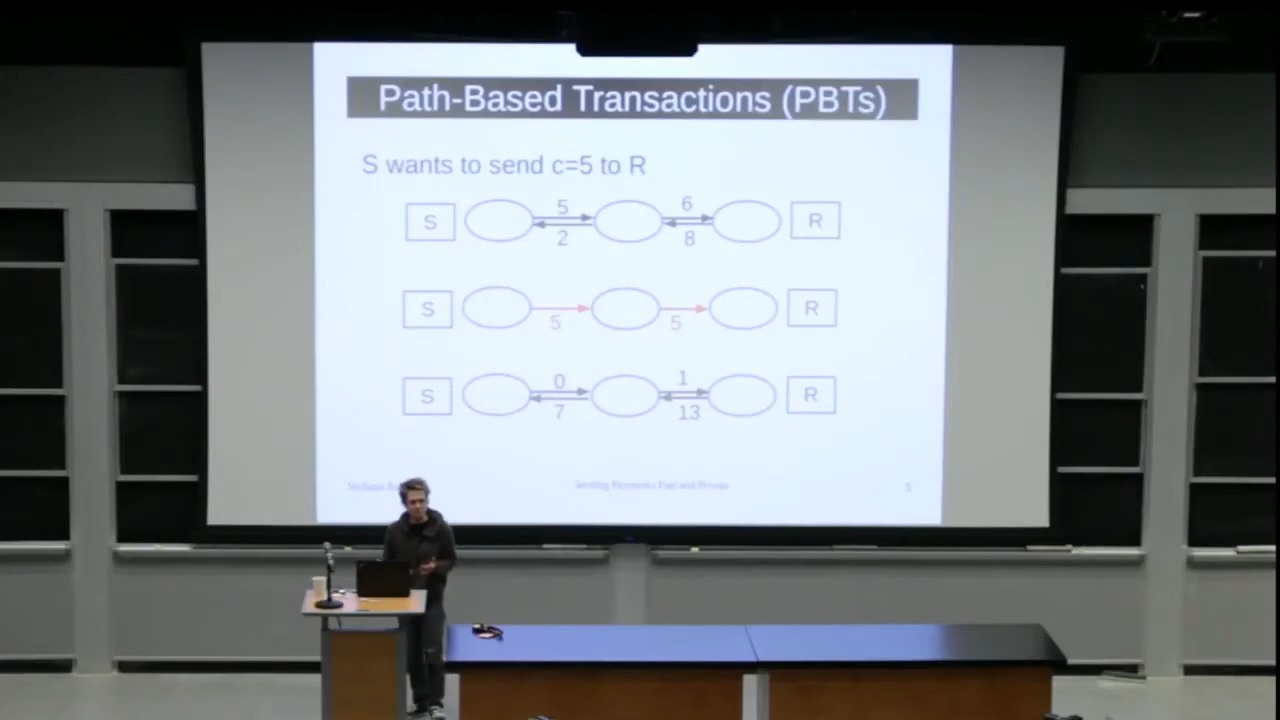 Path-Based Transactions (PBTs)
S wants to send c=5 to R
S 5 6 R
2 8
S R
5 5
S 0 1 R
7 13
5